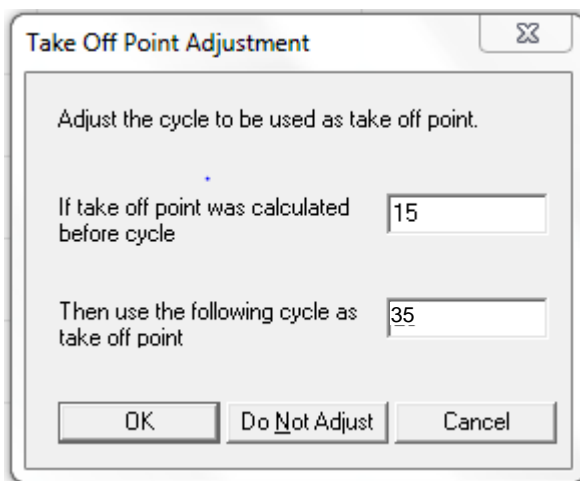 Take Off Point Adjustment
Adjust the cycle to be used as take off point.
If take off point was calculated
before cycle
15
Then use the following cycle as
take off point
35
OK
Do Not Adjust
Cancel